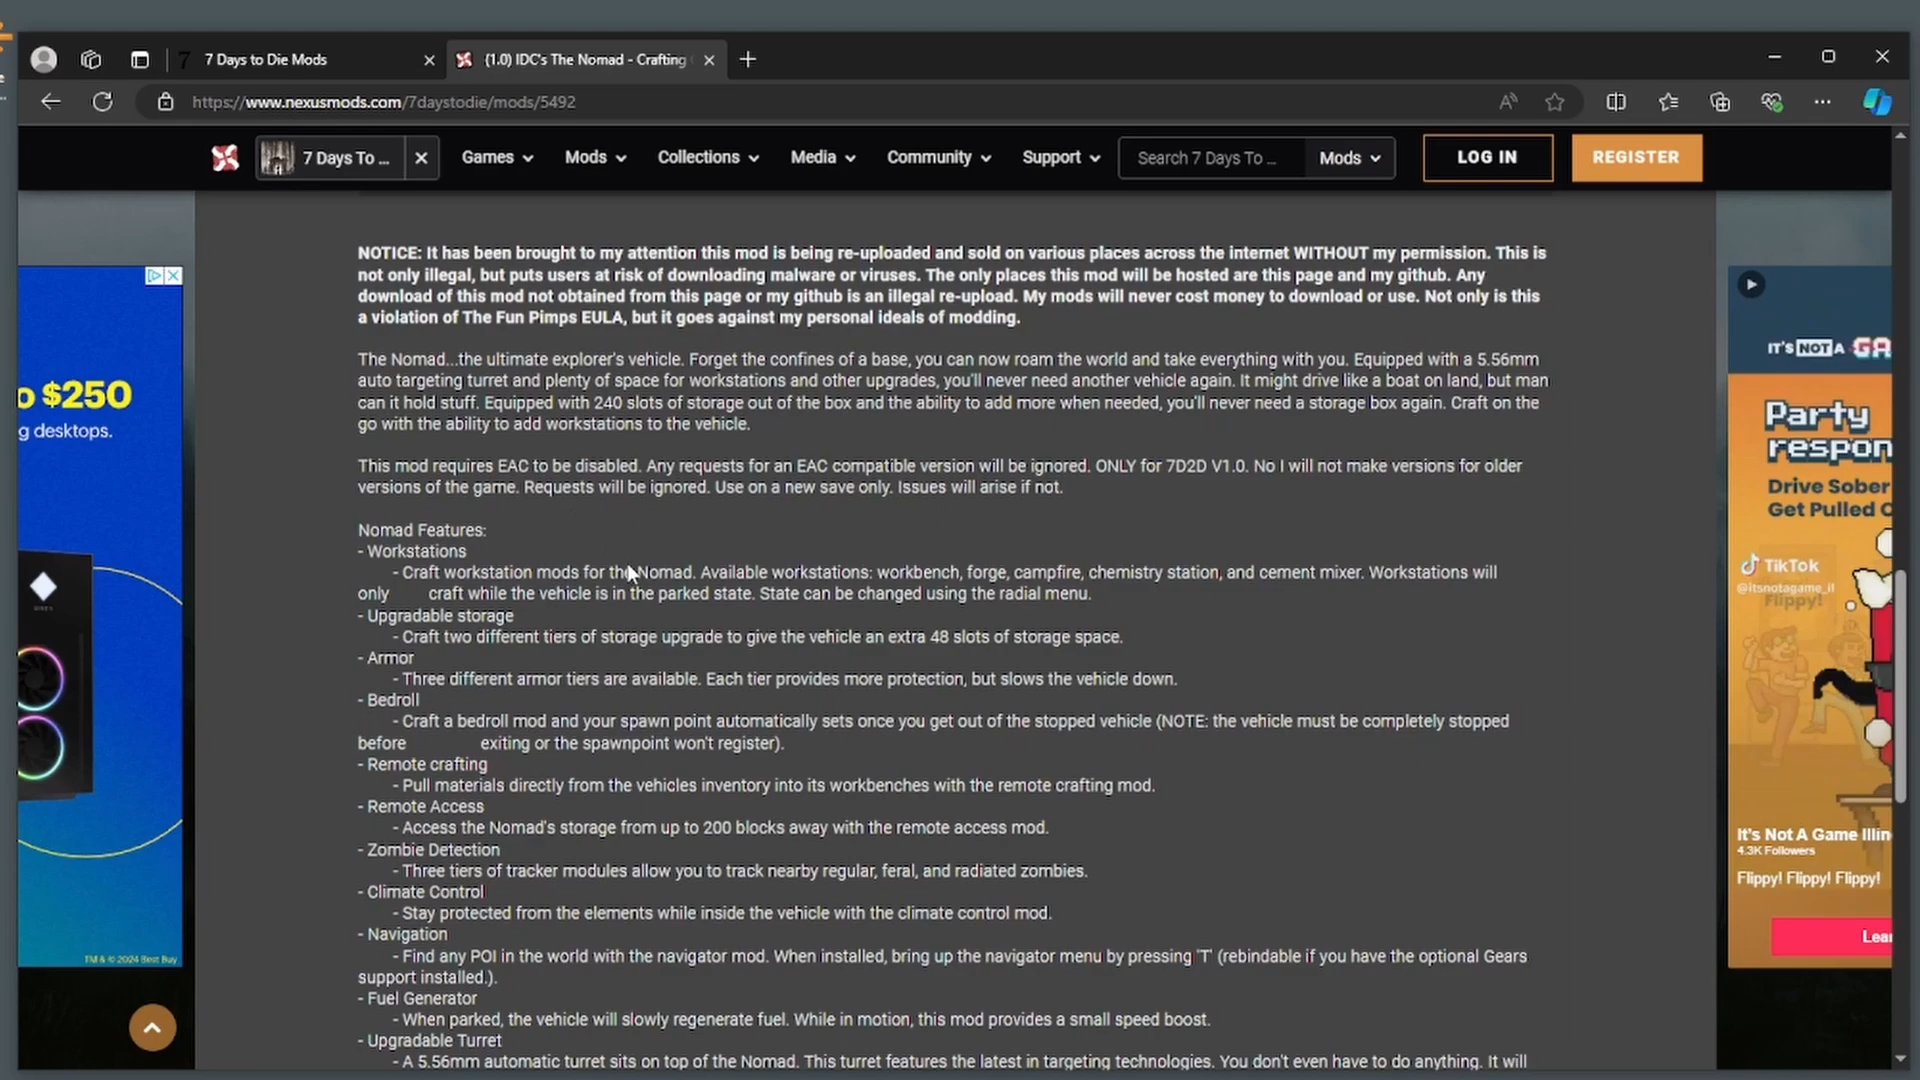 7 Days to Die Mods
(1.0) IDC's The Nomad - Crafting
https://www.nexusmods.com/7daystodie/mods/5492
7 Days To ...
Games
Mods
Collections
Media
Community
Support
Search 7 Days To ...
Mods
LOG IN
REGISTER
NOTICE: It has been brought to my attention this mod is being re-uploaded and sold on various places across the internet WITHOUT my permission. This is
not only illegal, but puts users at risk of downloading malware or viruses. The only places this mod will be hosted are this page and my github. Any
download of this mod not obtained from this page or my github is an illegal re-upload. My mods will never cost money to download or use. Not only is this
a violation of The Fun Pimps EULA, but it goes against my personal ideals of modding.
The Nomad...the ultimate explorer's vehicle. Forget the confines of a base, you can now roam the world and take everything with you. Equipped with a 5.56mm
auto targeting turret and plenty of space for workstations and other upgrades, you'll never need another vehicle again. It might drive like a boat on land, but man
can it hold stuff. Equipped with 240 slots of storage out of the box and the ability to add more when needed, you'll never need a storage box again. Craft on the
go with the ability to add workstations to the vehicle.
This mod requires EAC to be disabled. Any requests for an EAC compatible version will be ignored. ONLY for 7D2D V1.0. No I will not make versions for older
versions of the game. Requests will be ignored. Use on a new save only. Issues will arise if not.
Nomad Features:
- Workstations
- Craft workstation mods for the Nomad. Available workstations: workbench, forge, campfire, chemistry station, and cement mixer. Workstations will
only craft while the vehicle is in the parked state. State can be changed using the radial menu.
- Upgradable storage
- Craft two different tiers of storage upgrade to give the vehicle an extra 48 slots of storage space.
- Armor
- Three different armor tiers are available. Each tier provides more protection, but slows the vehicle down.
- Bedroll
- Craft a bedroll mod and your spawn point automatically sets once you get out of the stopped vehicle (NOTE: the vehicle must be completely stopped
before exiting or the spawnpoint won't register).
- Remote crafting
- Pull materials directly from the vehicles inventory into its workbenches with the remote crafting mod.
- Remote Access
- Access the Nomad's storage from up to 200 blocks away with the remote access mod.
- Zombie Detection
- Three tiers of tracker modules allow you to track nearby regular, feral, and radiated zombies.
- Climate Control
- Stay protected from the elements while inside the vehicle with the climate control mod.
- Navigation
- Find any POI in the world with the navigator mod. When installed, bring up the navigator menu by pressing 'T' (rebindable if you have the optional Gears
support installed.).
- Fuel Generator
- When parked, the vehicle will slowly regenerate fuel. While in motion, this mod provides a small speed boost.
- Upgradable Turret
- A 5.56mm automatic turret sits on top of the Nomad. This turret features the latest in targeting technologies. You don't even have to do anything. It will
o $250
g desktops.
TM & © 2024 Best Buy
IT'S NOT A GA
Party
respon
Drive Sober
Get Pulled O
TikTok
@itsnotagame_il
Flippy!
It's Not A Game Illin
4.3K Followers
Flippy! Flippy! Flippy!
Lear